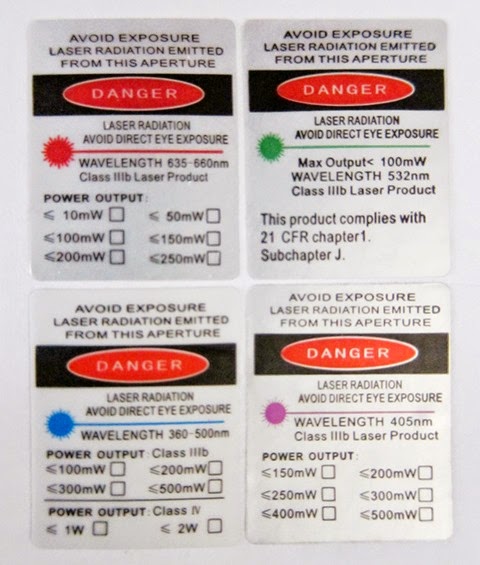 AVOID EXPOSURE
LASER RADIATION EMITTED
FROM THIS APERTURE
DANGER
LASER RADIATION
AVOID DIRECT EYE EXPOSURE
WAVELENGTH 635-660nm
Class IIIb Laser Product
POWER OUTPUT:
≤ 10mW □ ≤ 50mW □
≤100mW □ ≤150mW □
≤200mW □ ≤250mW □
AVOID EXPOSURE
LASER RADIATION EMITTED
FROM THIS APERTURE
DANGER
LASER RADIATION
AVOID DIRECT EYE EXPOSURE
Max Output< 100mW
WAVELENGTH 532nm
Class IIIb Laser Product
This product complies with
21 CFR chapter1.
Subchapter J.
AVOID EXPOSURE
LASER RADIATION EMITTED
FROM THIS APERTURE
DANGER
LASER RADIATION
AVOID DIRECT EYE EXPOSURE
WAVELENGTH 360-500nm
POWER OUTPUT: Class IIIb
≤100mW □ ≤200mW □
≤300mW □ ≤500mW □
POWER OUTPUT: Class IV
≤ 1W □ ≤ 2W □
AVOID EXPOSURE
LASER RADIATION EMITTED
FROM THIS APERTURE
DANGER
LASER RADIATION
AVOID DIRECT EYE EXPOSURE
WAVELENGTH 405nm
Class IIIb Laser Product
POWER OUTPUT:
≤150mW □ ≤200mW □
≤250mW □ ≤300mW □
≤400mW □ ≤500mW □